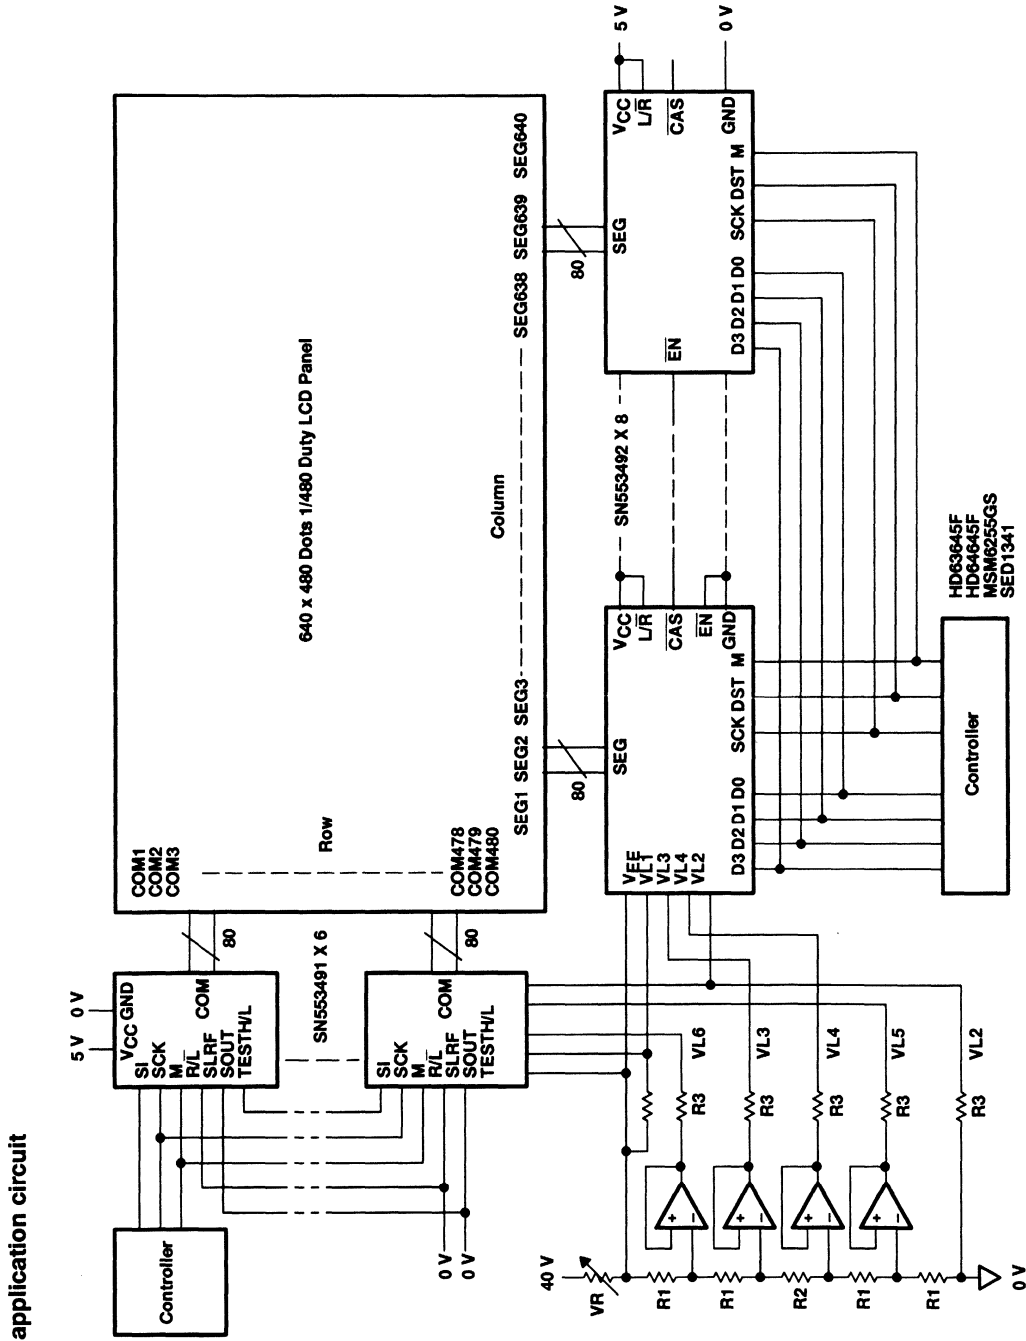 application circuit
640 x 480 Dots 1/480 Duty LCD Panel
COM1
COM2
COM3
Row
COM478
COM479
COM480
Column
SEG1 SEG2 SEG3 SEG638 SEG639 SEG640
80
80
SN553491 X 6
5 V 0 V
VCC GND
SI
SCK
M
R/L
SLRF
SOUT
TESTH/L
COM
SI
SCK
M
R/L
SLRF
SOUT
TESTH/L
COM
Controller
0 V
0 V
80
80
SEG
VEE
VL1
VL3
VL4
VL2
VCC
L/R
CAS
EN
GND
D3 D2 D1 D0 SCK DST M
SN553492 X 8
SEG
EN
VCC
L/R
CAS
GND
D3 D2 D1 D0 SCK DST M
5 V
0 V
Controller
HD63645F
HD64645F
MSM6255GS
SED1341
40 V
VR
R1
R1
R2
R1
R1
0 V
+
–
+
–
+
–
+
–
R3
R3
R3
R3
R3
VL6
VL3
VL4
VL5
VL2